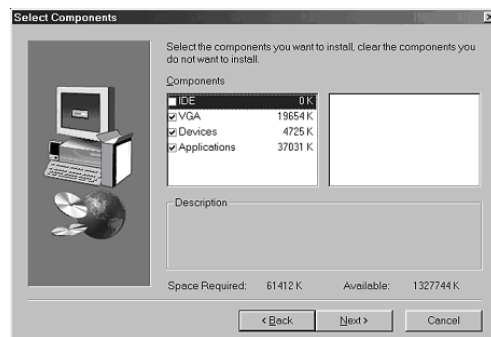 Select Components
Select the components you want to install, clear the components you
do not want to install.
Components
IDE 0 K
VGA 19654 K
Devices 4725 K
Applications 37031 K
Description
Space Required: 61412 K Available: 1327744 K
< Back Next > Cancel